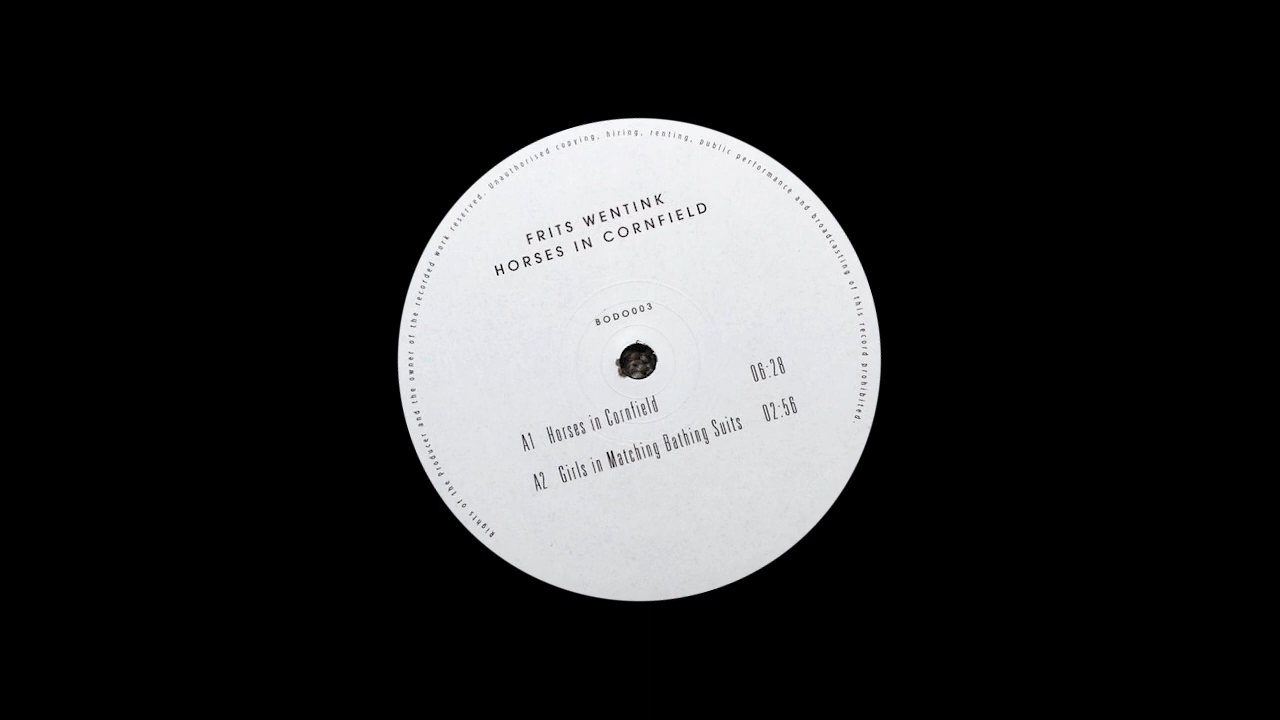 Rights of the Producer and the owner of the recorded work reserved. Unauthorised copying, hiring, renting, public performance and broadcasting of this record prohibited.
FRITS WENTINK
HORSES IN CORNFIELD
BODO003
A1 Horses in Cornfield 06:28
A2 Girls in Matching Bathing Suits 02:56